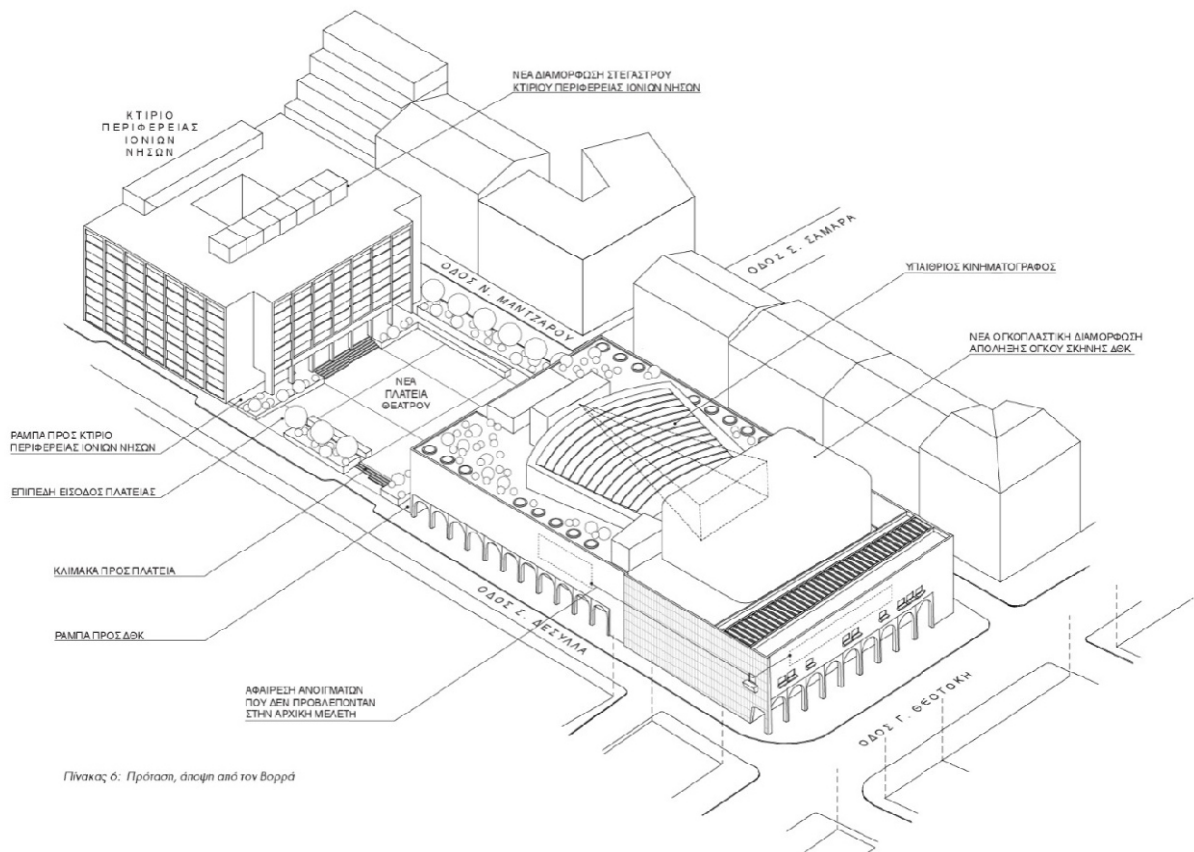 ΝΕΑ ΔΙΑΜΟΡΦΩΣΗ ΣΤΕΓΑΣΤΡΟΥ
ΚΤΙΡΙΟΥ ΠΕΡΙΦΕΡΕΙΑΣ ΙΟΝΙΩΝ ΝΗΣΩΝ
ΚΤΙΡΙΟ
ΠΕΡΙΦΕΡΕΙΑΣ
ΙΟΝΙΩΝ
ΝΗΣΩΝ
ΟΔΟΣ Σ. ΣΑΜΑΡΑ
ΟΔΟΣ Ν. ΜΑΝΤΖΑΡΟΥ
ΥΠΑΙΘΡΙΟΣ ΚΙΝΗΜΑΤΟΓΡΑΦΟΣ
ΝΕΑ ΟΓΚΟΠΛΑΣΤΙΚΗ ΔΙΑΜΟΡΦΩΣΗ
ΑΠΟΛΗΞΗΣ ΟΓΚΟΥ ΣΚΗΝΗΣ ΔΘΚ
ΝΕΑ
ΠΛΑΤΕΙΑ
ΘΕΑΤΡΟΥ
ΡΑΜΠΑ ΠΡΟΣ ΚΤΙΡΙΟ
ΠΕΡΙΦΕΡΕΙΑΣ ΙΟΝΙΩΝ ΝΗΣΩΝ
ΕΠΙΠΕΔΗ ΕΙΣΟΔΟΣ ΠΛΑΤΕΙΑΣ
ΚΛΙΜΑΚΑ ΠΡΟΣ ΠΛΑΤΕΙΑ
ΡΑΜΠΑ ΠΡΟΣ ΔΘΚ
ΟΔΟΣ Ι. ΔΕΣΥΛΛΑ
ΑΦΑΙΡΕΣΗ ΑΝΟΙΓΜΑΤΩΝ
ΠΟΥ ΔΕΝ ΠΡΟΒΛΕΠΟΝΤΑΝ
ΣΤΗΝ ΑΡΧΙΚΗ ΜΕΛΕΤΗ
ΟΔΟΣ Γ. ΘΕΟΤΟΚΗ
Πίνακας 6: Πρόταση, άποψη από τον Βορρά